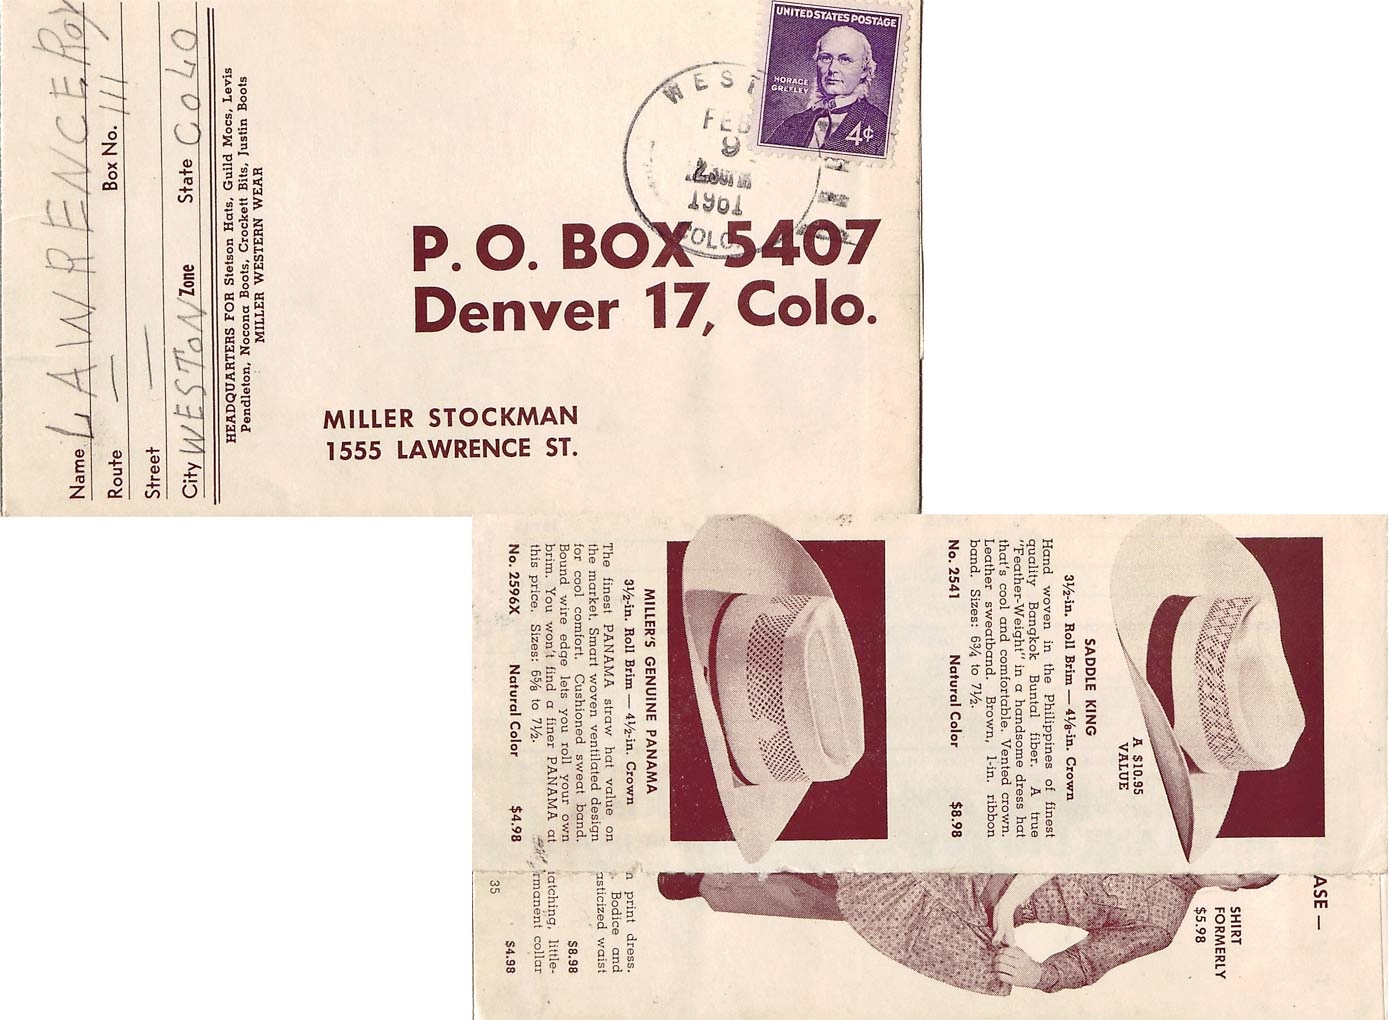 Name LAWRENCE ROY
Route — Box No. 111
Street —
City WESTON Zone State COLO
HEADQUARTERS FOR Stetson Hats, Guild Mocs, Levis
Pendleton, Nocona Boots, Crockett Bits, Justin Boots
MILLER WESTERN WEAR
UNITED STATES POSTAGE
HORACE
GREELEY
4¢
WEST
FEB
9
1961
COLO.
P. O. BOX 5407
Denver 17, Colo.
MILLER STOCKMAN
1555 LAWRENCE ST.
A $10.95
VALUE
SADDLE KING
3½-in. Roll Brim — 4⅛-in. Crown
Hand woven in the Philippines of finest
quality Bangkok Buntal fiber. A true
"Feather-Weight" in a handsome dress hat
that's cool and comfortable. Vented crown.
Leather sweatband. Brown, 1-in. ribbon
band. Sizes: 6¾ to 7½.
No. 2541 Natural Color $8.98
MILLER'S GENUINE PANAMA
3½-in. Roll Brim — 4½-in. Crown
The finest PANAMA straw hat value on
the market. Smart woven ventilated design
for cool comfort. Cushioned sweat band.
Bound wire edge lets you roll your own
brim. You won't find a finer PANAMA at
this price. Sizes: 6⅝ to 7½.
No. 2596X Natural Color $4.98
ASE —
SHIRT
FORMERLY
$5.98
n print dress.
. Bodice and
asticized waist
$8.98
atching, little-
rmanent collar
$4.98
35